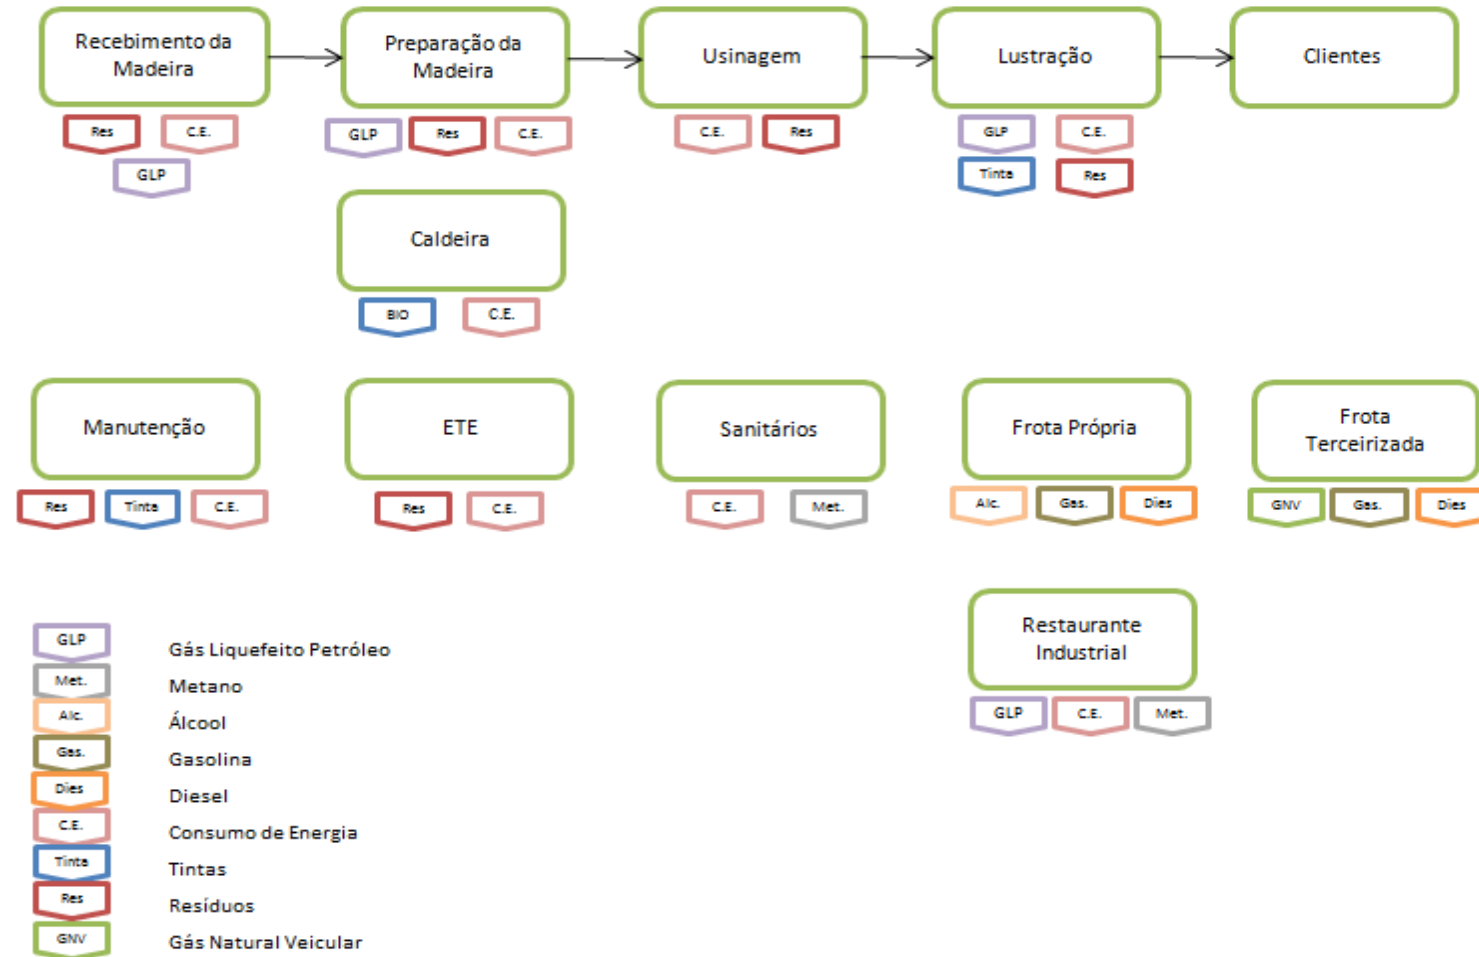 Recebimento da
Madeira
Preparação da
Madeira
Usinagem
Lustração
Clientes
Res
C.E.
GLP
GLP
Res
C.E.
C.E.
Res
GLP
C.E.
Tinta
Res
Caldeira
BIO
C.E.
Manutenção
ETE
Sanitários
Frota Própria
Frota
Terceirizada
Res
Tinta
C.E.
Res
C.E.
C.E.
Met.
Alc.
Gas.
Dies
GNV
Gas.
Dies
Restaurante
Industrial
GLP
C.E.
Met.
GLP Gás Liquefeito Petróleo
Met. Metano
Alc. Álcool
Gas. Gasolina
Dies Diesel
C.E. Consumo de Energia
Tinta Tintas
Res Resíduos
GNV Gás Natural Veicular